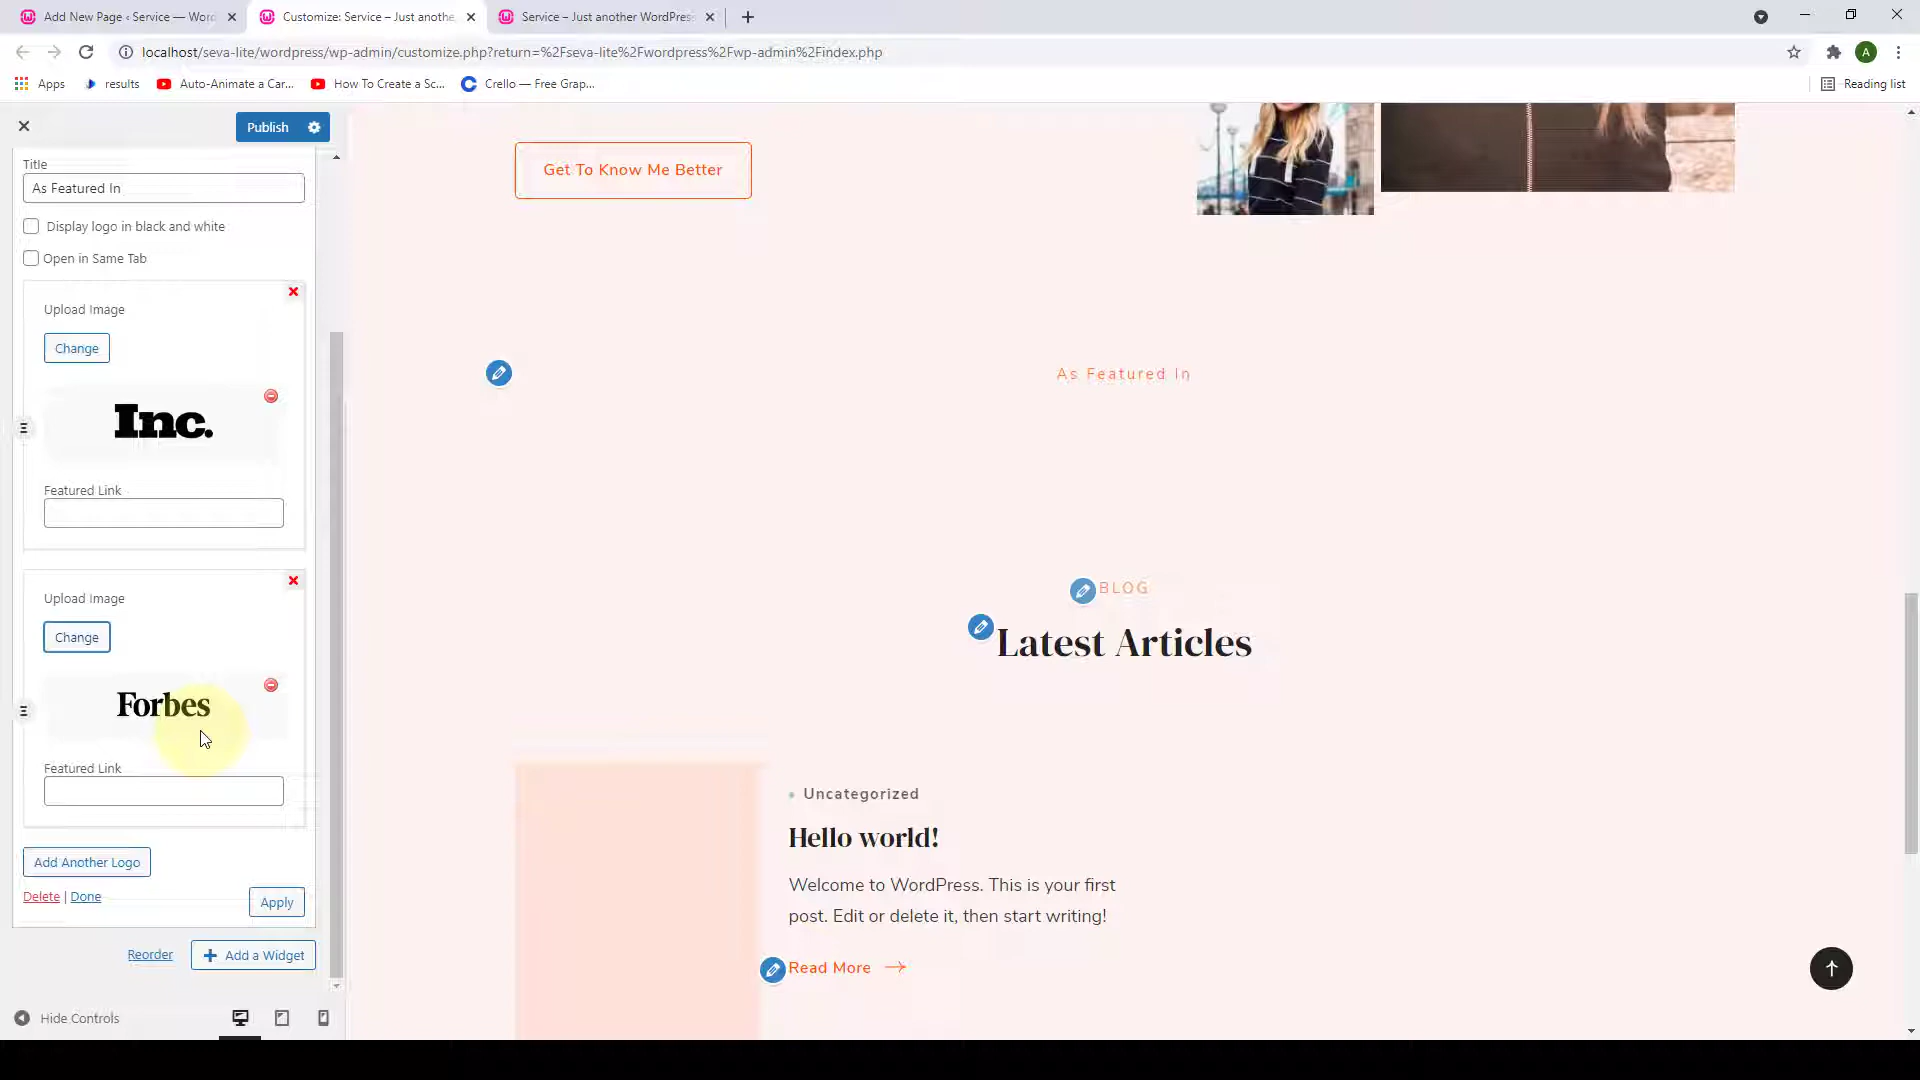 Add New Page ‹ Service — Wor
Customize: Service – Just anothe
Service – Just another WordPres
localhost/seva-lite/wordpress/wp-admin/customize.php?return=%2Fseva-lite%2Fwordpress%2Fwp-admin%2Findex.php
A
Apps
results
Auto-Animate a Car...
How To Create a Sc...
Crello — Free Grap...
Reading list
Publish
Title
As Featured In
Display logo in black and white
Open in Same Tab
Upload Image
Change
Inc.
Featured Link
Upload Image
Change
Forbes
Featured Link
Add Another Logo
Delete | Done
Apply
Reorder
Add a Widget
Hide Controls
Get To Know Me Better
As Featured In
BLOG
Latest Articles
Uncategorized
Hello world!
Welcome to WordPress. This is your first
post. Edit or delete it, then start writing!
Read More